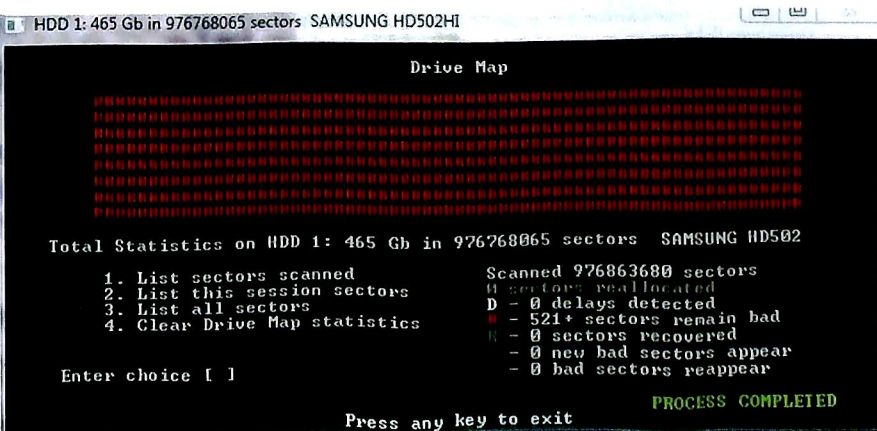 HDD 1: 465 Gb in 976768065 sectors SAMSUNG HD502HI
Drive Map
Total Statistics on HDD 1: 465 Gb in 976768065 sectors SAMSUNG HD502
1. List sectors scanned
2. List this session sectors
3. List all sectors
4. Clear Drive Map statistics
Enter choice [ ]
Scanned 976863680 sectors
0 sectors reallocated
D - 0 delays detected
- 521+ sectors remain bad
R - 0 sectors recovered
- 0 new bad sectors appear
- 0 bad sectors reappear
PROCESS COMPLETED
Press any key to exit